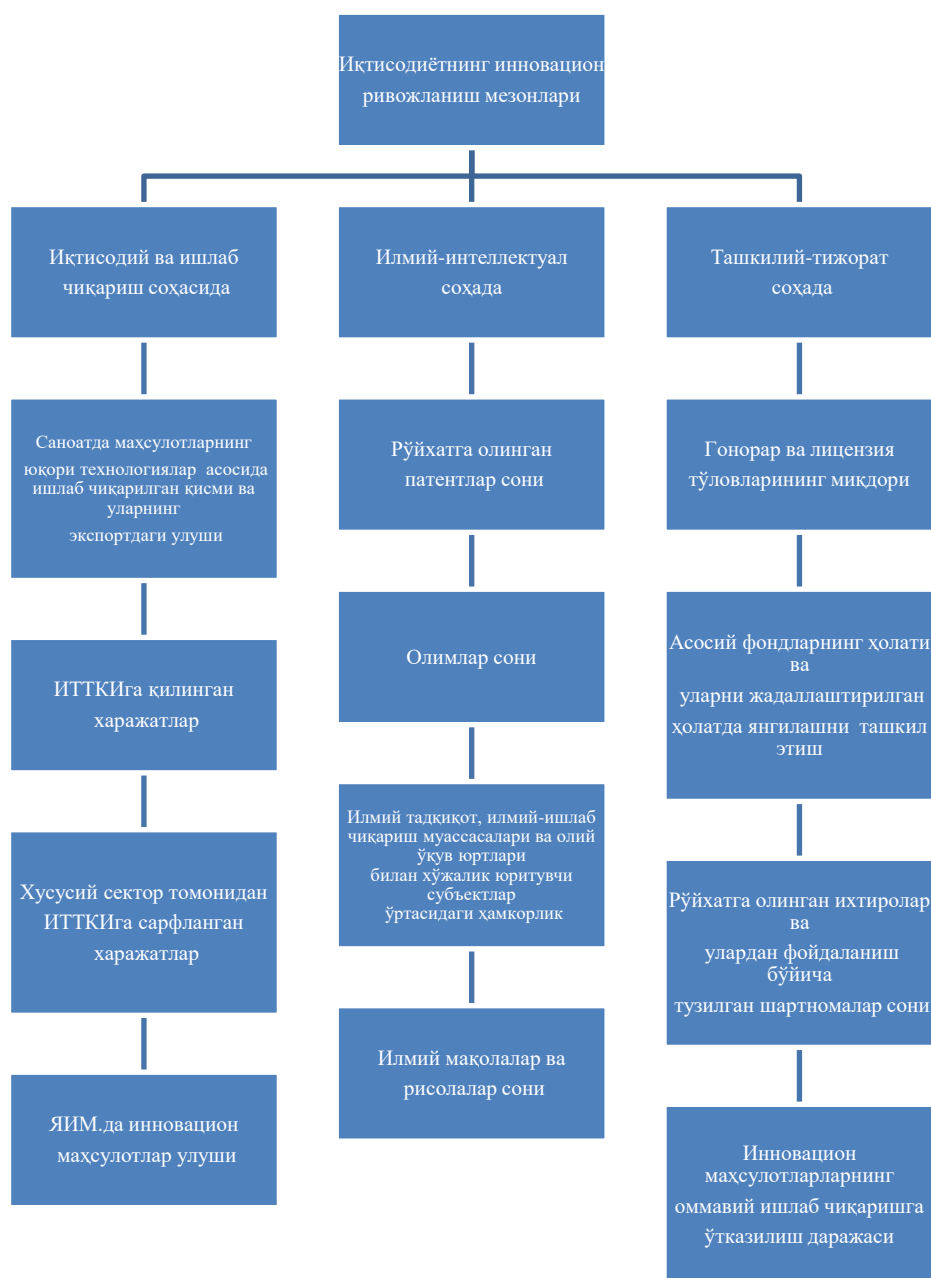 Иқтисодиётнинг инновацион
ривожланиш мезонлари
Иқтисодий ва ишлаб
чиқариш соҳасида
Саноатда маҳсулотларнинг
юқори технологиялар асосида
ишлаб чиқарилган қисми ва
уларнинг
экспортдаги улуши
ИТТКИга қилинган
харажатлар
Хусусий сектор томонидан
ИТТКИга сарфланган
харажатлар
ЯИМ.да инновацион
маҳсулотлар улуши
Илмий-интеллектуал
соҳада
Рўйхатга олинган
патентлар сони
Олимлар сони
Илмий тадқиқот, илмий-ишлаб
чиқариш муассасалари ва олий
ўқув юртлари
билан хўжалик юритувчи
субъектлар
ўртасидаги ҳамкорлик
Илмий мақолалар ва
рисолалар сони
Ташкилий-тижорат
соҳада
Гонорар ва лицензия
тўловларининг миқдори
Асосий фондларнинг ҳолати
ва
уларни жадаллаштирилган
ҳолатда янгилашни ташкил
этиш
Рўйхатга олинган ихтиролар
ва
улардан фойдаланиш
бўйича
тузилган шартномалар сони
Инновацион
маҳсулотларларнинг
оммавий ишлаб чиқаришга
ўтказилиш даражаси